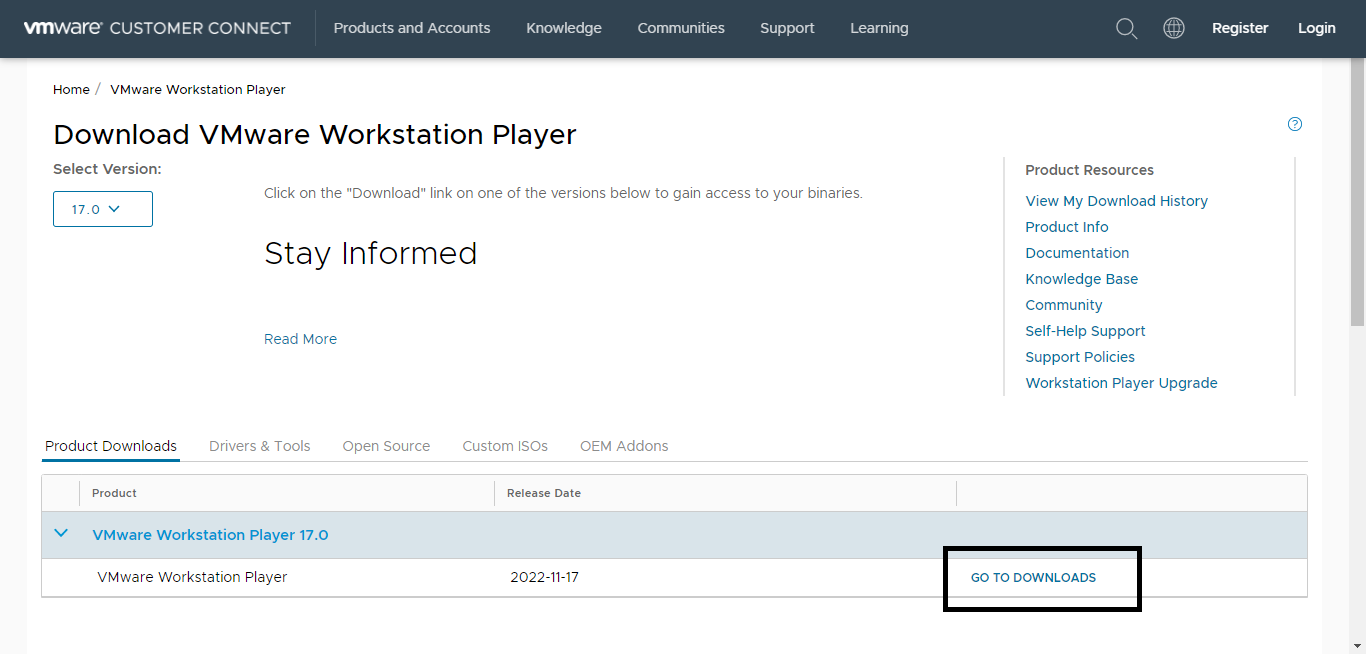 vmware® CUSTOMER CONNECT Products and Accounts Knowledge Communities Support Learning Register Login
Home / VMware Workstation Player
Download VMware Workstation Player
?
Select Version:
17.0
Click on the "Download" link on one of the versions below to gain access to your binaries.
Stay Informed
Read More
Product Resources
View My Download History
Product Info
Documentation
Knowledge Base
Community
Self-Help Support
Support Policies
Workstation Player Upgrade
Product Downloads Drivers & Tools Open Source Custom ISOs OEM Addons
Product Release Date
VMware Workstation Player 17.0
VMware Workstation Player 2022-11-17 GO TO DOWNLOADS